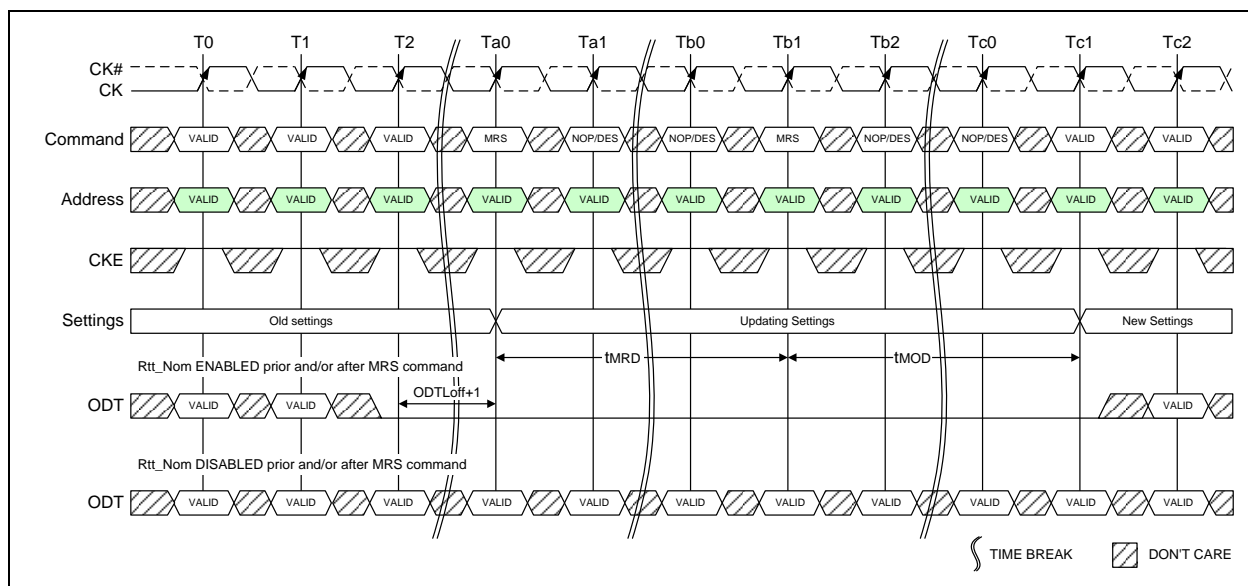 T0 T1 T2 Ta0 Ta1 Tb0 Tb1 Tb2 Tc0 Tc1 Tc2
CK#
CK
Command VALID VALID VALID MRS NOP/DES NOP/DES MRS NOP/DES NOP/DES VALID VALID
Address VALID VALID VALID VALID VALID VALID VALID VALID VALID VALID VALID
CKE
Settings Old settings Updating Settings New Settings
tMRD tMOD
Rtt_Nom ENABLED prior and/or after MRS command
ODTLoff+1
ODT VALID VALID VALID
Rtt_Nom DISABLED prior and/or after MRS command
ODT VALID VALID VALID VALID VALID VALID VALID VALID VALID VALID VALID
TIME BREAK DON'T CARE